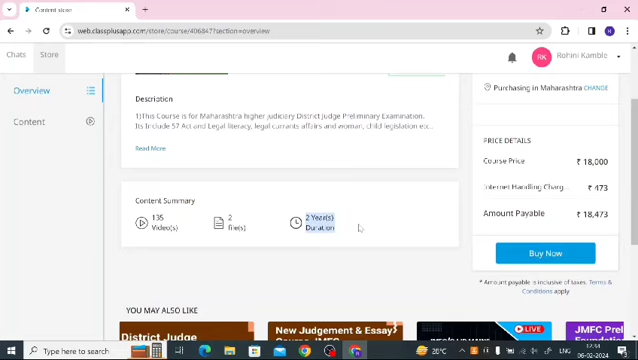 Content store
web.classplusapp.com/store/course/406847?section=overview
Chats
Store
RK
Rohini Kamble
Overview
Content
Description
1)This Course is for Maharashtra higher judiciary District Judge Preliminary Examination.
Its Include 57 Act and Legal literacy, legal currants affairs and woman, child legislation etc...
Read More
Content Summary
135
Video(s)
2
file(s)
2 Year(s)
Duration
Purchasing in Maharashtra CHANGE
PRICE DETAILS
Course Price ₹ 18,000
Internet Handling Charg... ₹ 473
Amount Payable ₹ 18,473
Buy Now
* Amount payable is inclusive of taxes. Terms &
Conditions apply
YOU MAY ALSO LIKE
District Judge
New Judgement & Essay
Course JMFC
LIVE
JMFC Prel
Type here to search
25°C
ENG
06-02-2024